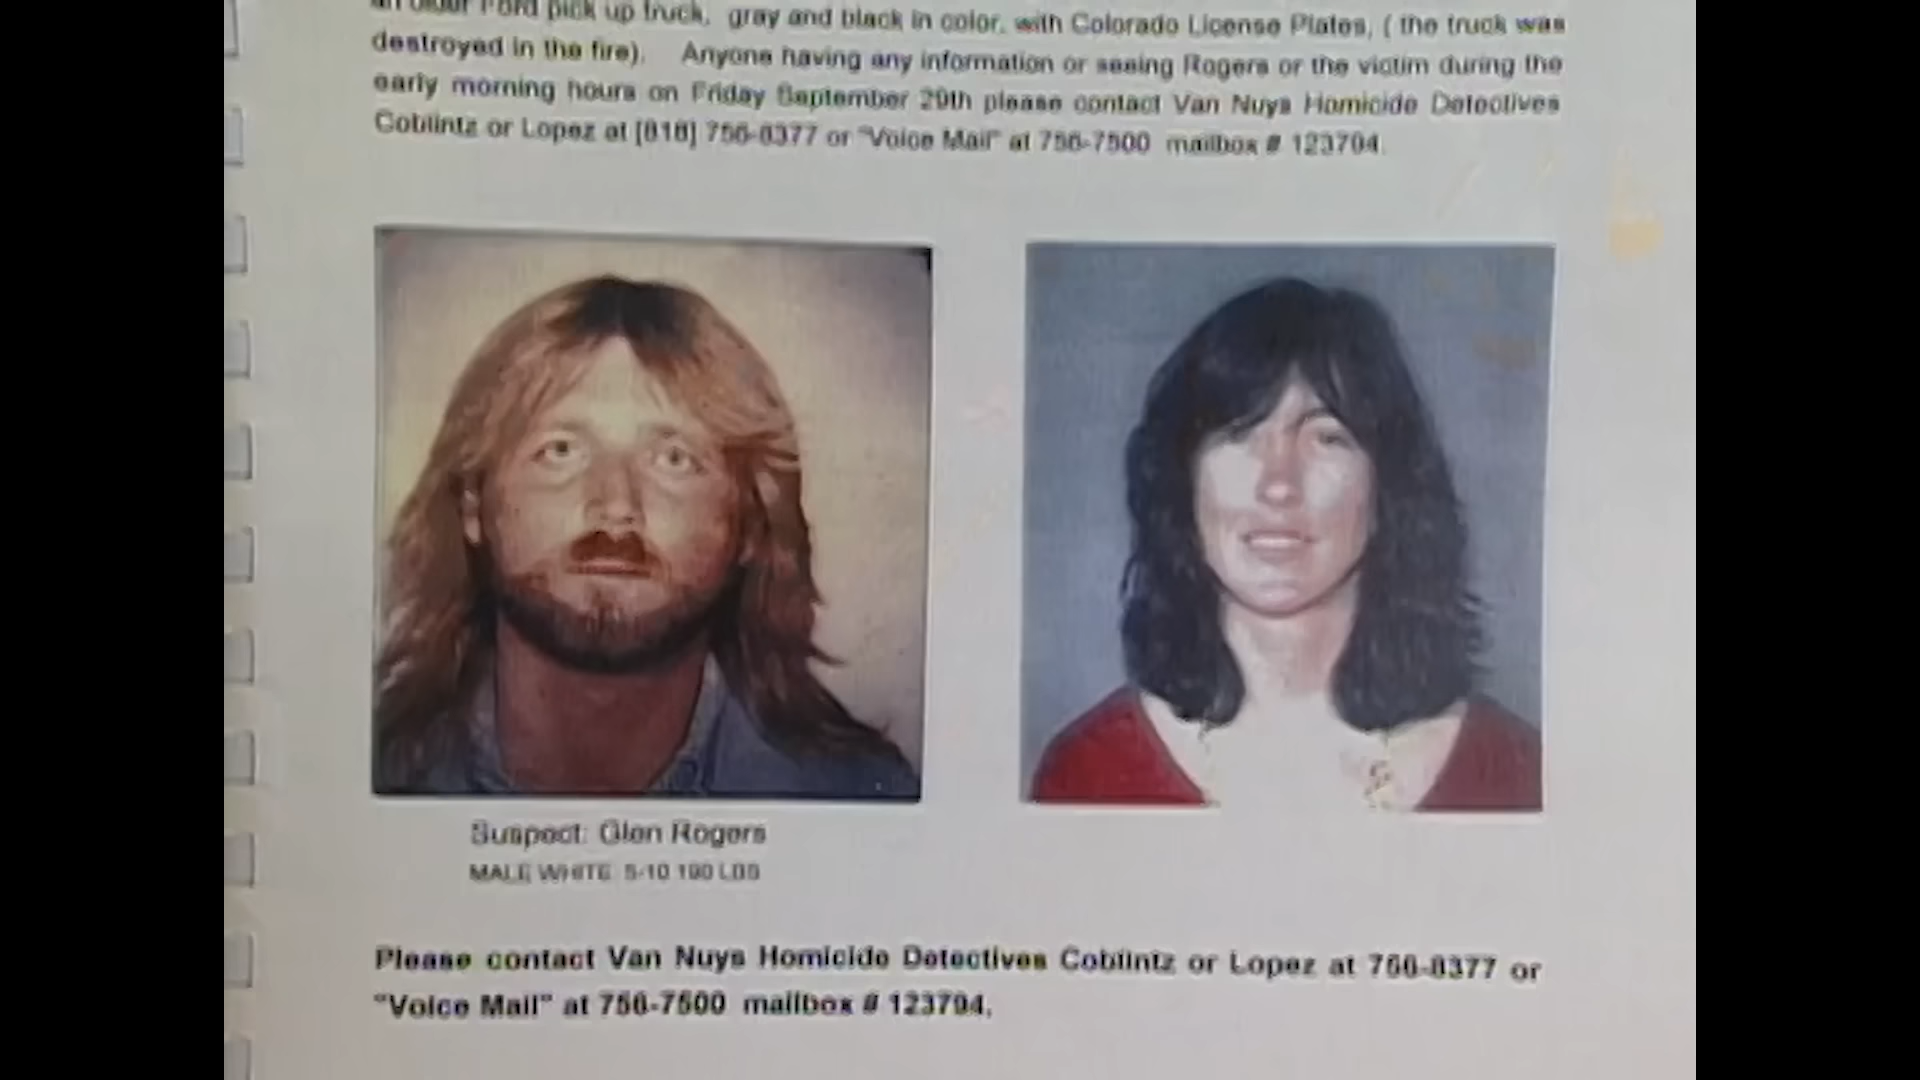 an older Ford pick up truck, gray and black in color, with Colorado License Plates, ( the truck was
destroyed in the fire). Anyone having any information or seeing Rogers or the victim during the
early morning hours on Friday September 29th please contact Van Nuys Homicide Detectives
Coblintz or Lopez at [818] 756-8377 or "Voice Mail" at 756-7500 mailbox # 123794.
Suspect: Glen Rogers
MALE WHITE 5-10 190 LBS
Please contact Van Nuys Homicide Detectives Coblintz or Lopez at 756-8377 or
"Voice Mail" at 756-7500 mailbox # 123794.